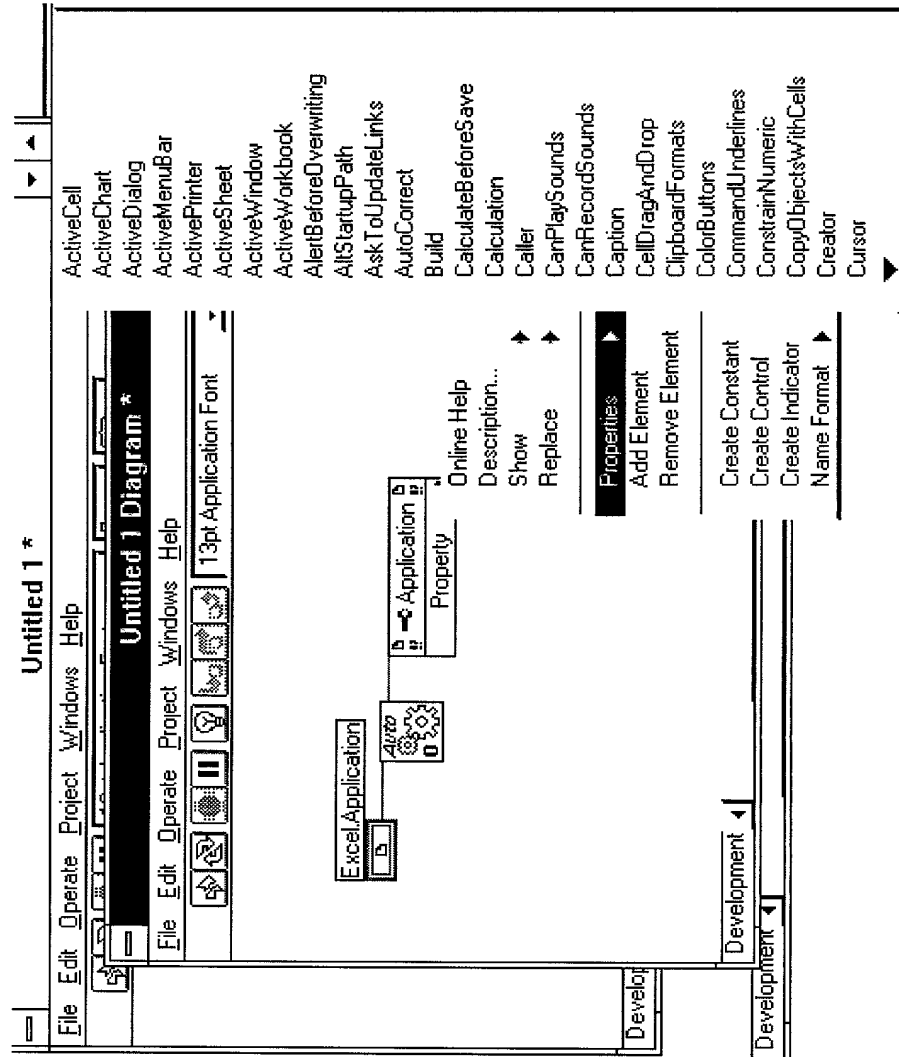 Untitled 1 *
File Edit Operate Project Windows Help
Untitled 1 Diagram *
File Edit Operate Project Windows Help
13pt Application Font
Excel.Application
Auto
Application
Property
Online Help
Description...
Show
Replace
Properties
Add Element
Remove Element
Create Constant
Create Control
Create Indicator
Name Format
ActiveCell
ActiveChart
ActiveDialog
ActiveMenuBar
ActivePrinter
ActiveSheet
ActiveWindow
ActiveWorkbook
AlertBeforeOverwriting
AltStartupPath
AskToUpdateLinks
AutoCorrect
Build
CalculateBeforeSave
Calculation
Caller
CanPlaySounds
CanRecordSounds
Caption
CellDragAndDrop
ClipboardFormats
ColorButtons
CommandUnderlines
ConstrainNumeric
CopyObjectsWithCells
Creator
Cursor
Develop
Development
Development